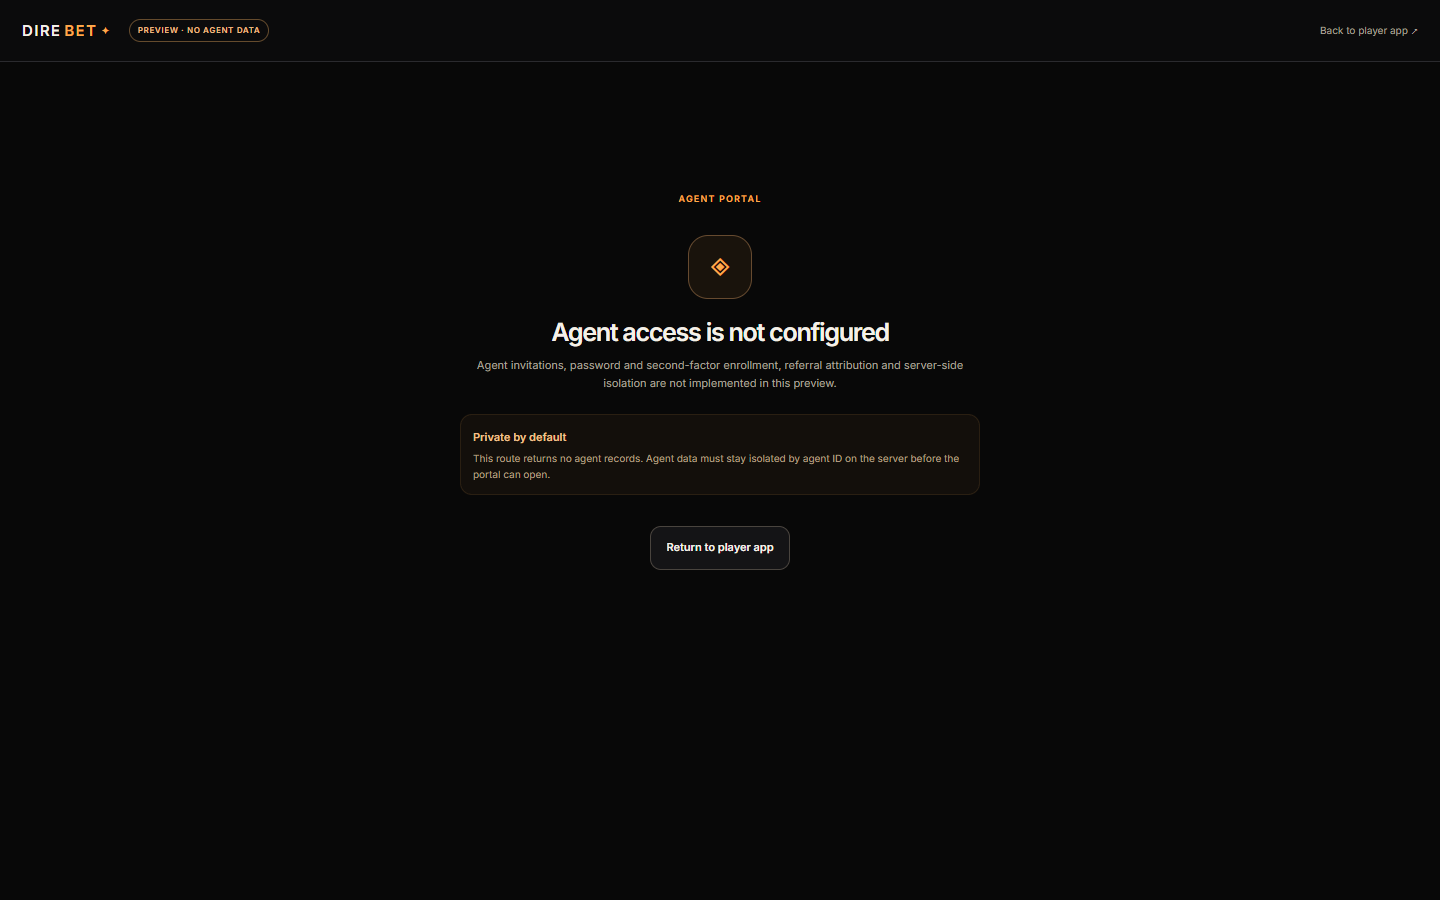 DIRE BET
PREVIEW · NO AGENT DATA
Back to player app ↗
AGENT PORTAL
Agent access is not configured
Agent invitations, password and second-factor enrollment, referral attribution and server-side
isolation are not implemented in this preview.
Private by default
This route returns no agent records. Agent data must stay isolated by agent ID on the server before the
portal can open.
Return to player app